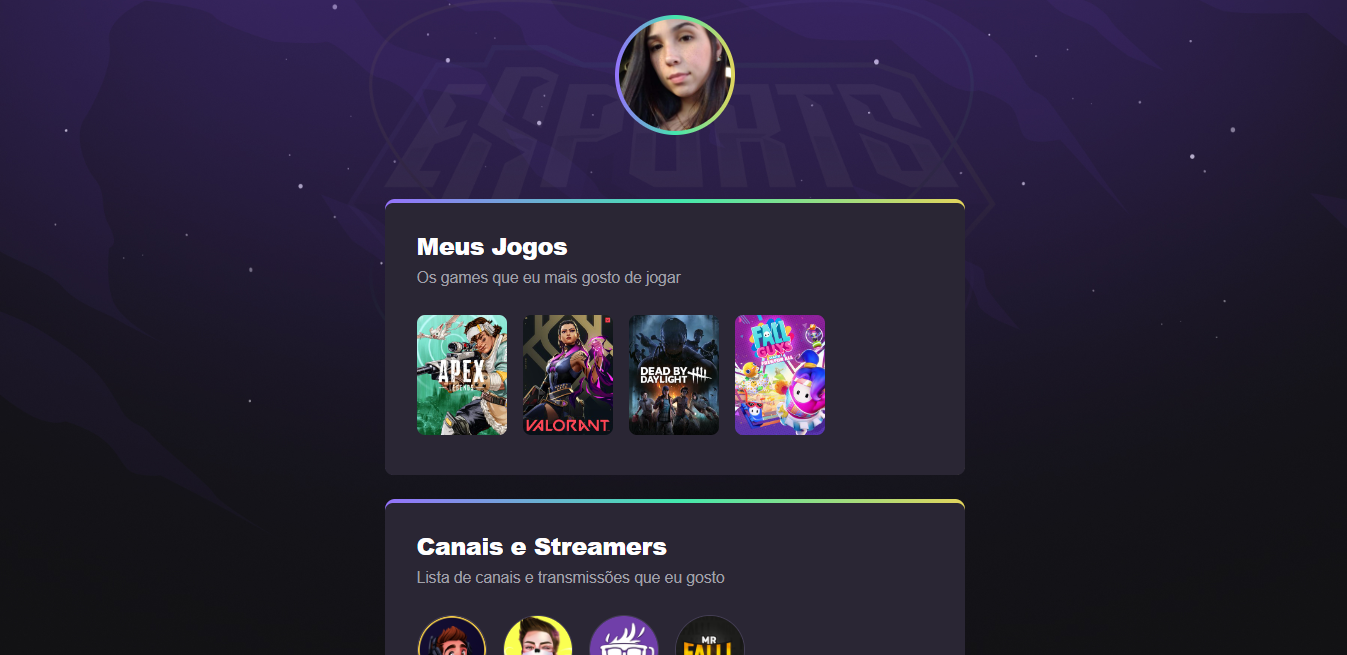 ESPORTS
Meus Jogos
Os games que eu mais gosto de jogar
APEX
LEGENDS
VALORANT
DEAD BY
DAYLIGHT
FALL
GUYS
Canais e Streamers
Lista de canais e transmissões que eu gosto
MR
FALL